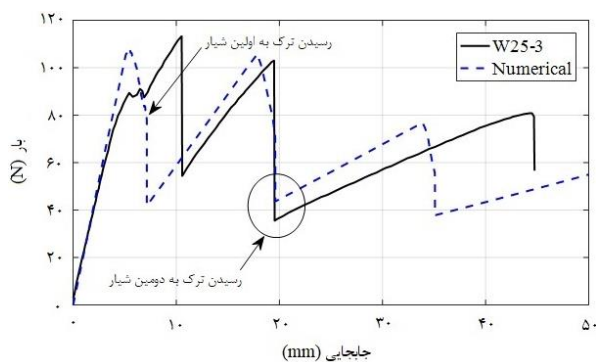 ۱۲۰
رسیدن ترک به اولین شیار
W25-3
Numerical
۱۰۰
۸۰
۶۰
۴۰
۲۰
۰
بار (N)
رسیدن ترک به دومین شیار
۰ ۱۰ ۲۰ ۳۰ ۴۰ ۵۰
جابجایی (mm)